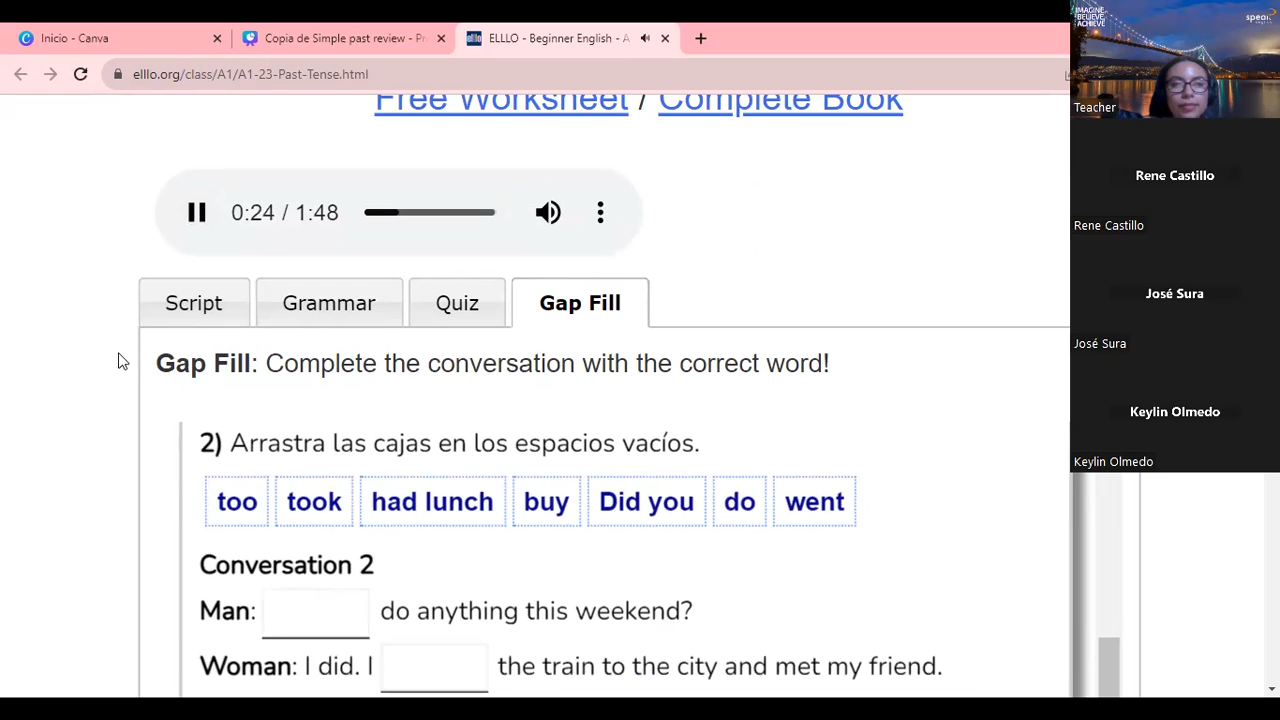 Inicio - Canva
Copia de Simple past review - Pr
ELLLO - Beginner English - A
elllo.org/class/A1/A1-23-Past-Tense.html
IMAGINE
BELIEVE
ACHIEVE
speak
Teacher
Free Worksheet / Complete Book
0:24 / 1:48
Script
Grammar
Quiz
Gap Fill
Gap Fill: Complete the conversation with the correct word!
2) Arrastra las cajas en los espacios vacíos.
too took had lunch buy Did you do went
Conversation 2
Man: do anything this weekend?
Woman: I did. I the train to the city and met my friend.
Rene Castillo
Rene Castillo
José Sura
José Sura
Keylin Olmedo
Keylin Olmedo